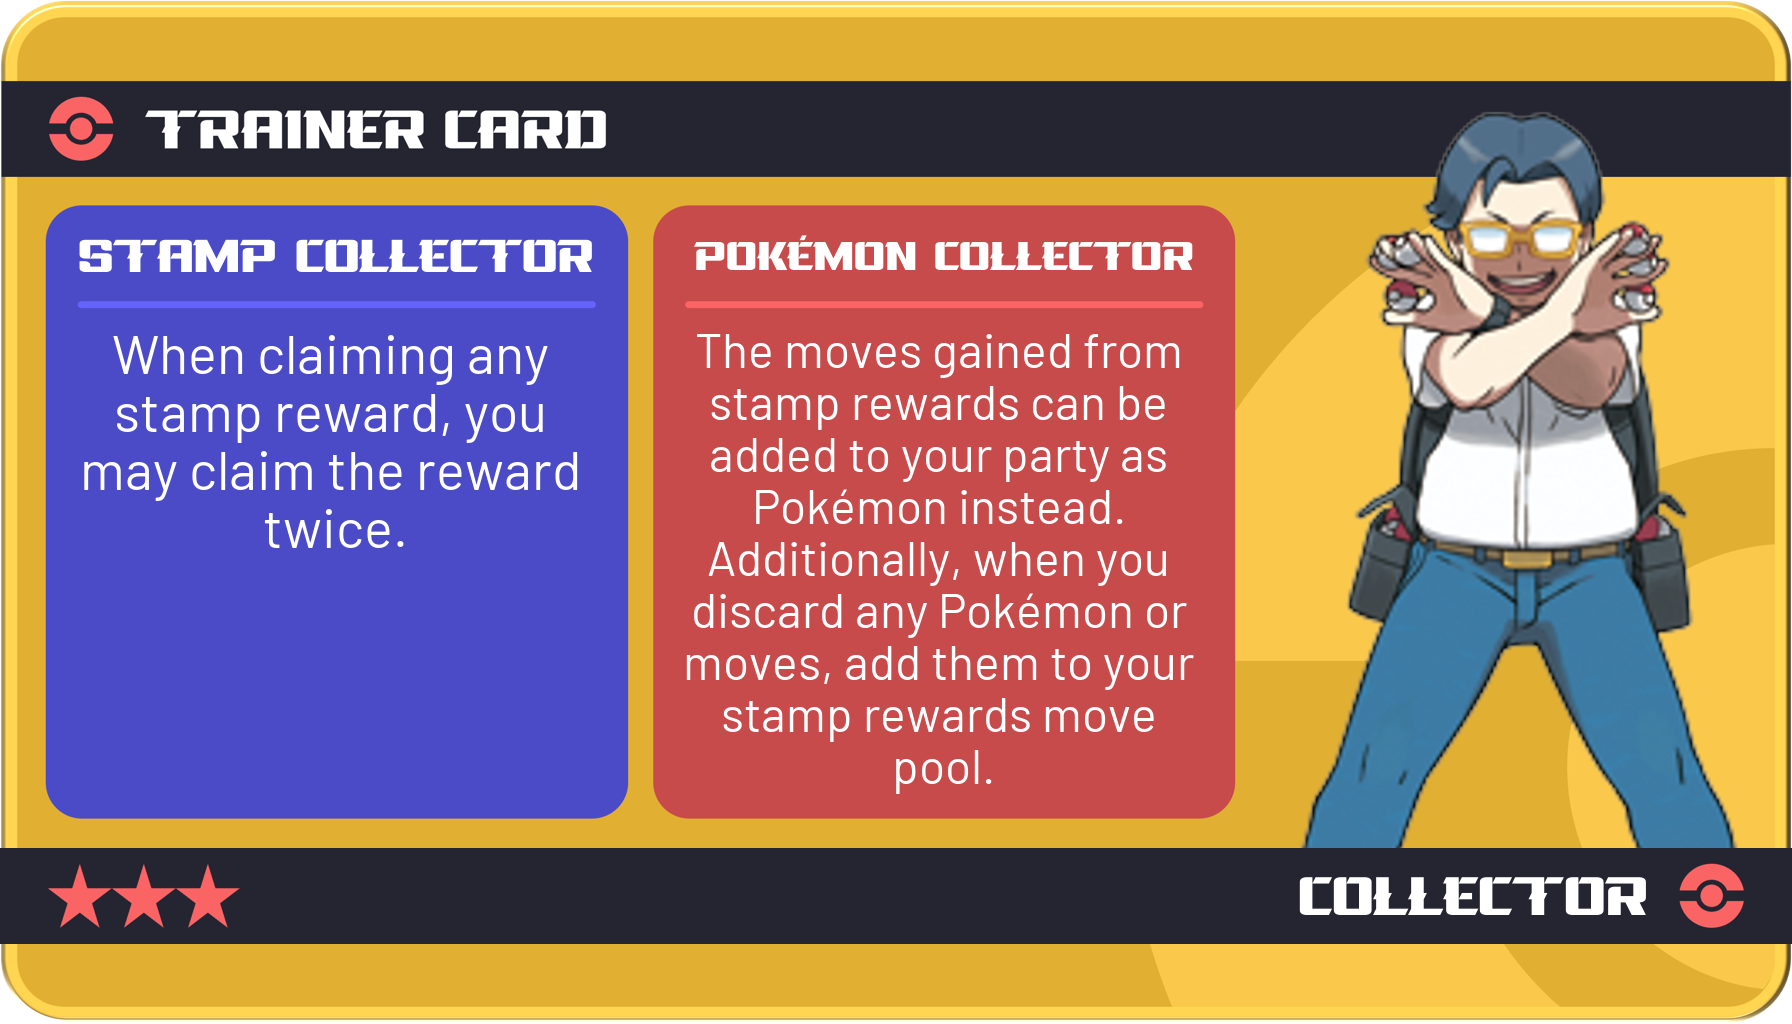 TRAINER CARD
STAMP COLLECTOR
When claiming any
stamp reward, you
may claim the reward
twice.
POKÉMON COLLECTOR
The moves gained from
stamp rewards can be
added to your party as
Pokémon instead.
Additionally, when you
discard any Pokémon or
moves, add them to your
stamp rewards move
pool.
COLLECTOR